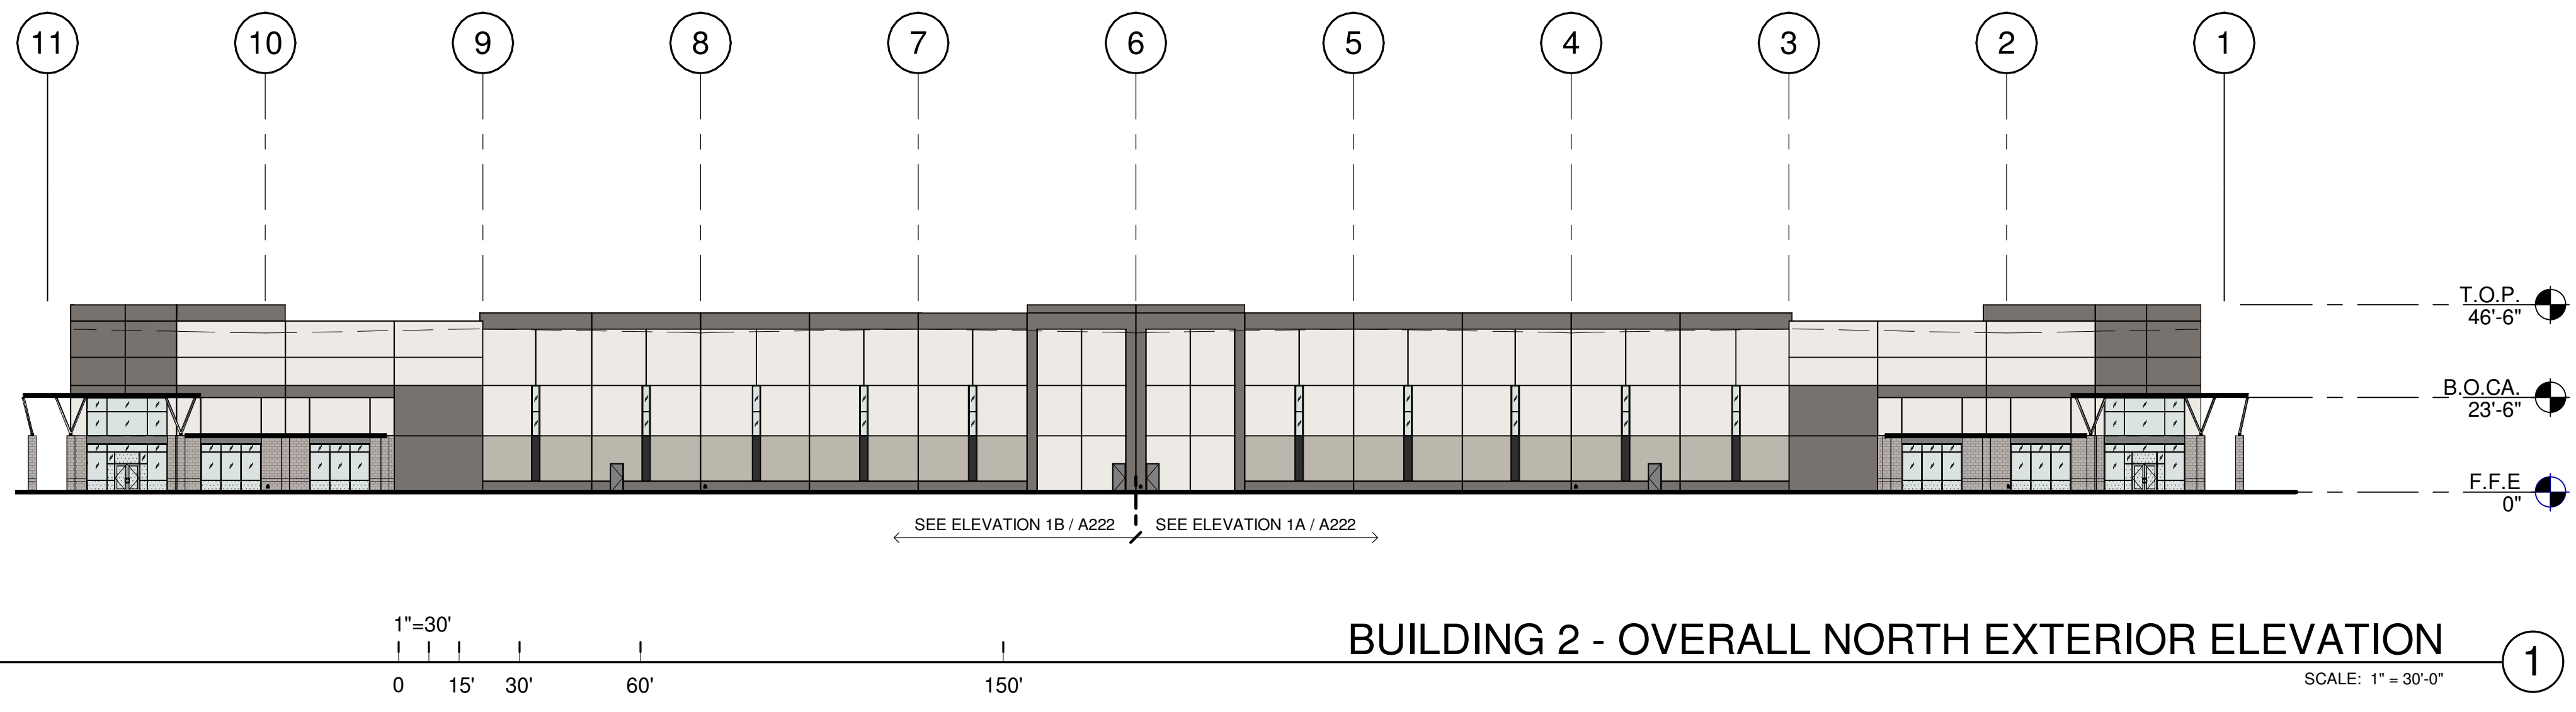 11 10 9 8 7 6 5 4 3 2 1
T.O.P.
46'-6"
B.O.CA.
23'-6"
F.F.E
0"
SEE ELEVATION 1B / A222 SEE ELEVATION 1A / A222
1"=30'
0 15' 30' 60' 150'
BUILDING 2 - OVERALL NORTH EXTERIOR ELEVATION
1
SCALE: 1" = 30'-0"